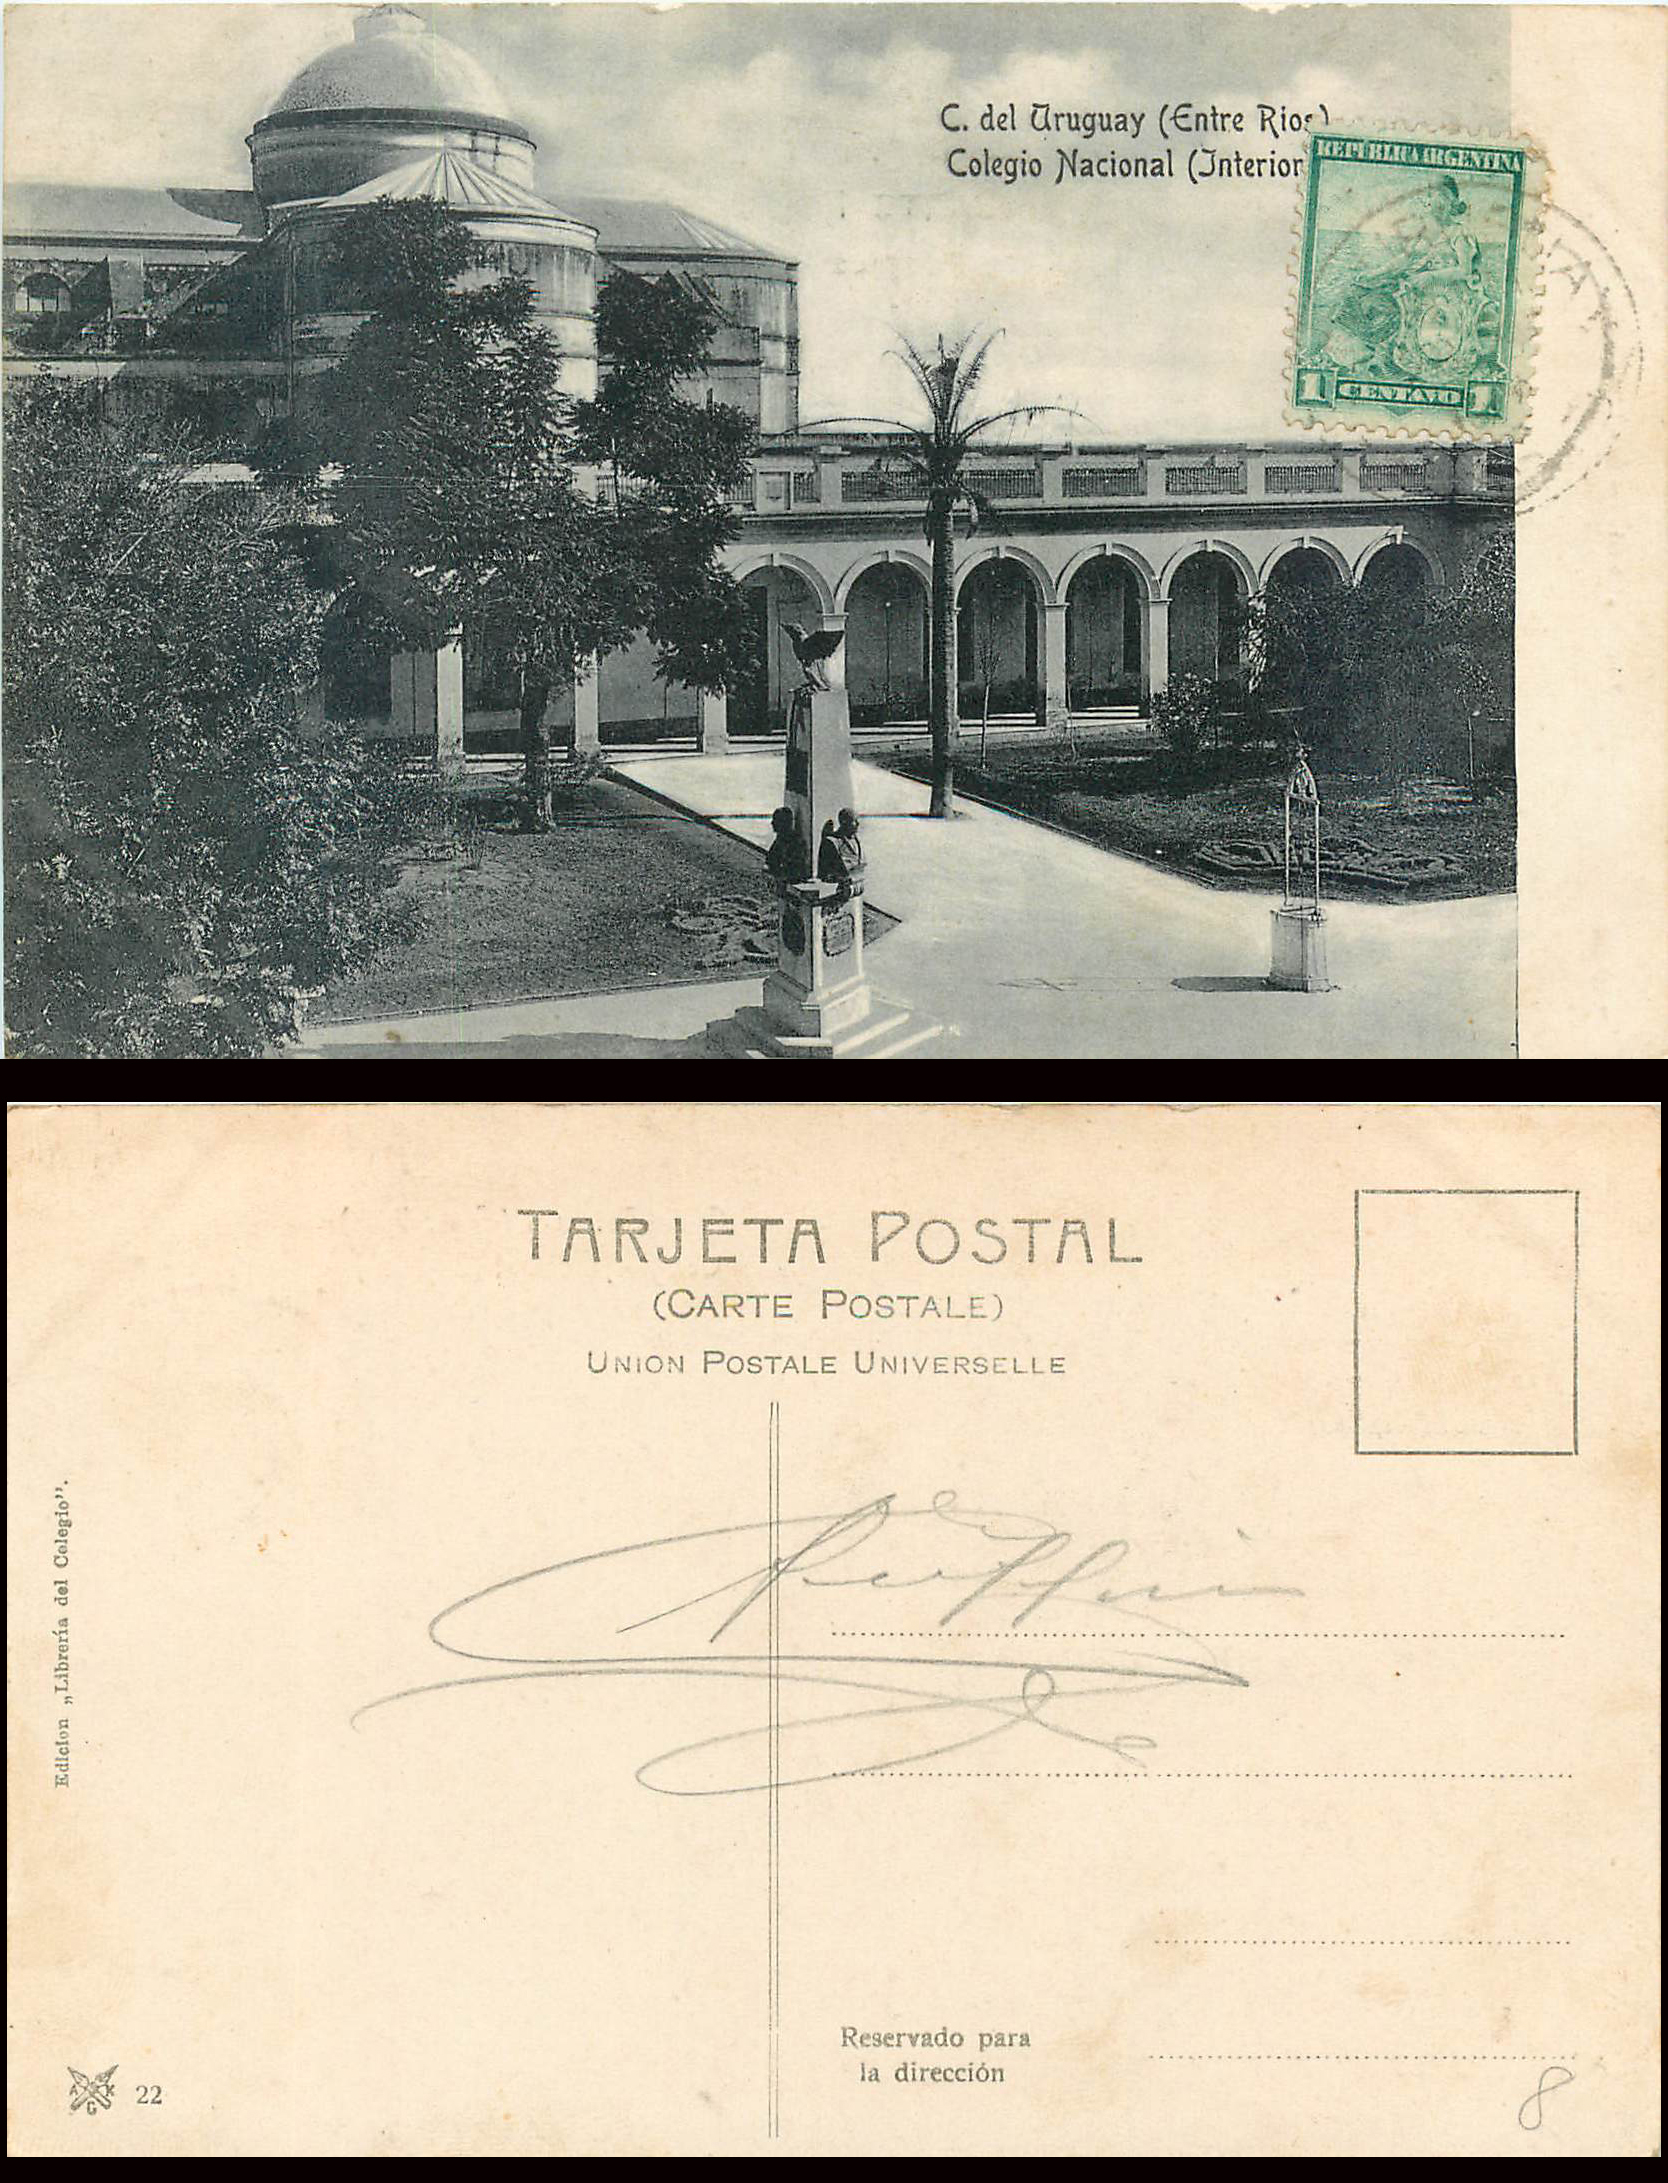 C. del Uruguay (Entre Rios)
Colegio Nacional (Interior
REPUBLICA ARGENTINA
1 CENTAVO 1
TARJETA POSTAL
(CARTE POSTALE)
UNION POSTALE UNIVERSELLE
Edicion „Librería del Colegio".
Reservado para
la dirección
A K
G
22
8